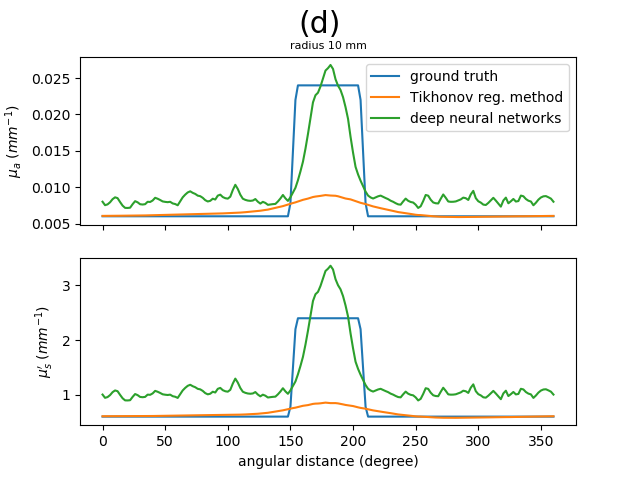 (d)
radius 10 mm
0.025
0.020
0.015
0.010
0.005
μₐ (mm⁻¹)
ground truth
Tikhonov reg. method
deep neural networks
3
2
1
μ′ₛ (mm⁻¹)
0 50 100 150 200 250 300 350
angular distance (degree)